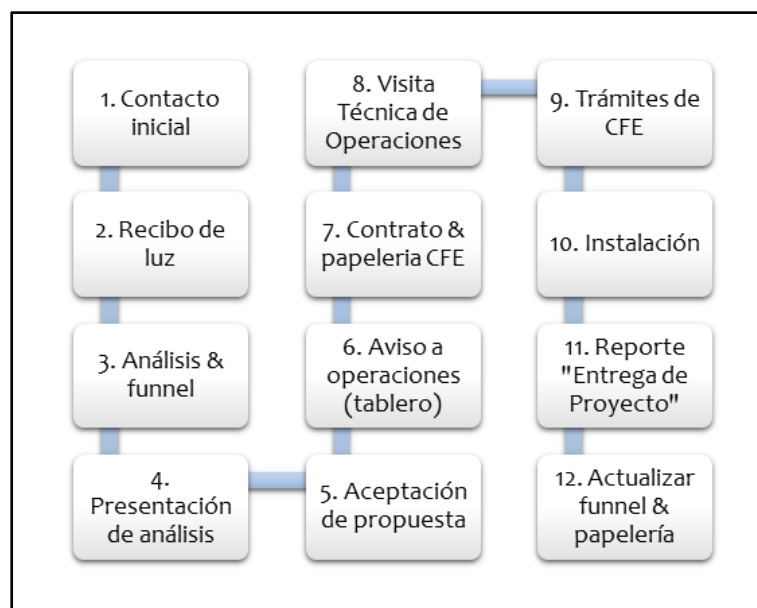 1. Contacto
inicial
2. Recibo de
luz
3. Análisis &
funnel
4.
Presentación
de análisis
5. Aceptación
de propuesta
6. Aviso a
operaciones
(tablero)
7. Contrato &
papeleria CFE
8. Visita
Técnica de
Operaciones
9. Trámites de
CFE
10. Instalación
11. Reporte
"Entrega de
Proyecto"
12. Actualizar
funnel &
papelería